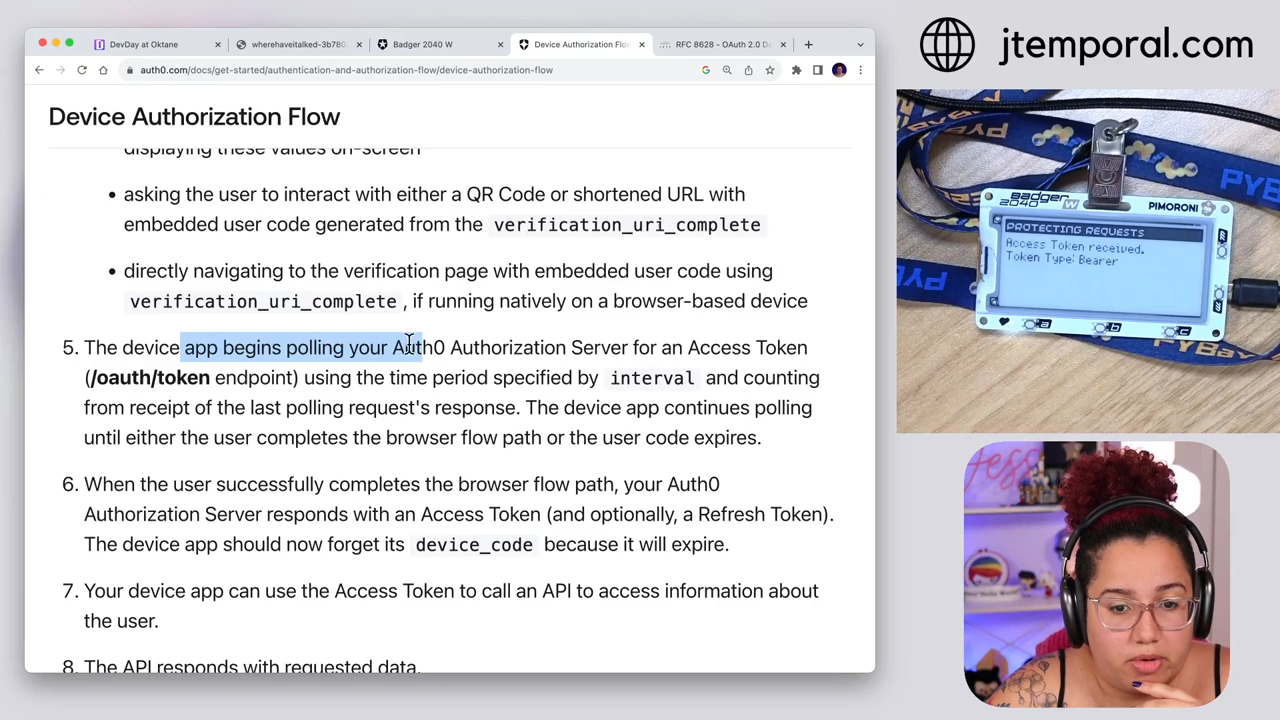 DevDay at Oktane
wherehaveitalked-3b780
Badger 2040 W
Device Authorization Flo
RFC 8628 - OAuth 2.0 De
auth0.com/docs/get-started/authentication-and-authorization-flow/device-authorization-flow
Device Authorization Flow
displaying these values on-screen
• asking the user to interact with either a QR Code or shortened URL with
embedded user code generated from the verification_uri_complete
• directly navigating to the verification page with embedded user code using
verification_uri_complete , if running natively on a browser-based device
5. The device app begins polling your Auth0 Authorization Server for an Access Token
(/oauth/token endpoint) using the time period specified by interval and counting
from receipt of the last polling request's response. The device app continues polling
until either the user completes the browser flow path or the user code expires.
6. When the user successfully completes the browser flow path, your Auth0
Authorization Server responds with an Access Token (and optionally, a Refresh Token).
The device app should now forget its device_code because it will expire.
7. Your device app can use the Access Token to call an API to access information about
the user.
8. The API responds with requested data.
jtemporal.com
Badger
2040 W
PIMORONI
PROTECTING REQUESTS
Access Token received.
Token Type: Bearer
a
b
c